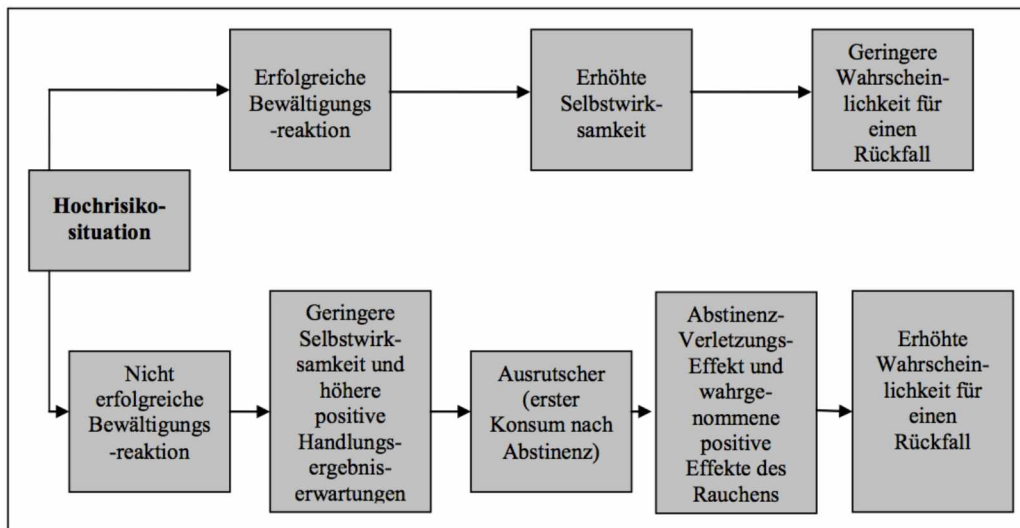 Erfolgreiche
Bewältigungs
-reaktion
Erhöhte
Selbstwirk-
samkeit
Geringere
Wahrschein-
lichkeit für
einen
Rückfall
Hochrisiko-
situation
Nicht
erfolgreiche
Bewältigungs
-reaktion
Geringere
Selbstwirk-
samkeit und
höhere
positive
Handlungs-
ergebnis-
erwartungen
Ausrutscher
(erster
Konsum nach
Abstinenz)
Abstinenz-
Verletzungs-
Effekt und
wahrge-
nommene
positive
Effekte des
Rauchens
Erhöhte
Wahrschein-
lichkeit für
einen
Rückfall